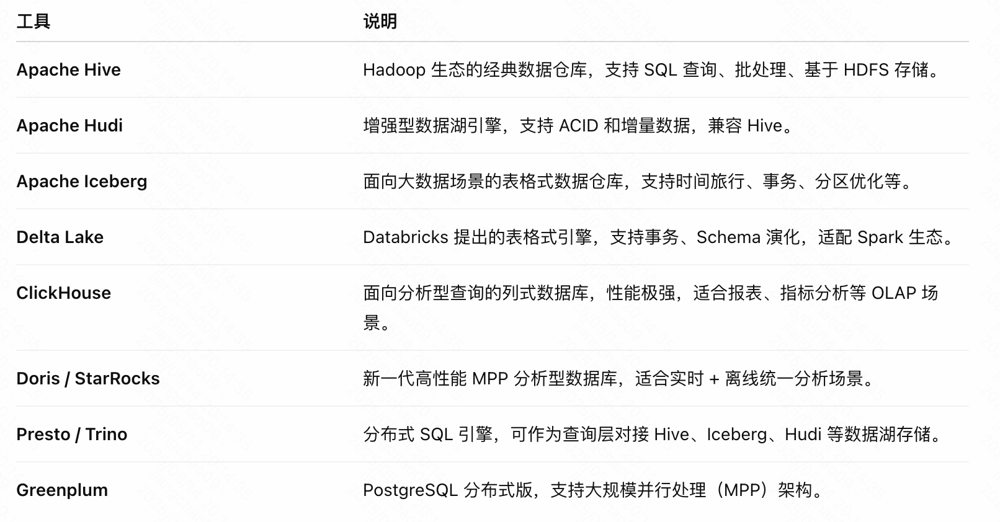 工具 说明
Apache Hive Hadoop 生态的经典数据仓库，支持 SQL 查询、批处理、基于 HDFS 存储。
Apache Hudi 增强型数据湖引擎，支持 ACID 和增量数据，兼容 Hive。
Apache Iceberg 面向大数据场景的表格式数据仓库，支持时间旅行、事务、分区优化等。
Delta Lake Databricks 提出的表格式引擎，支持事务、Schema 演化，适配 Spark 生态。
ClickHouse 面向分析型查询的列式数据库，性能极强，适合报表、指标分析等 OLAP 场
景。
Doris / StarRocks 新一代高性能 MPP 分析型数据库，适合实时 + 离线统一分析场景。
Presto / Trino 分布式 SQL 引擎，可作为查询层对接 Hive、Iceberg、Hudi 等数据湖存储。
Greenplum PostgreSQL 分布式版，支持大规模并行处理（MPP）架构。